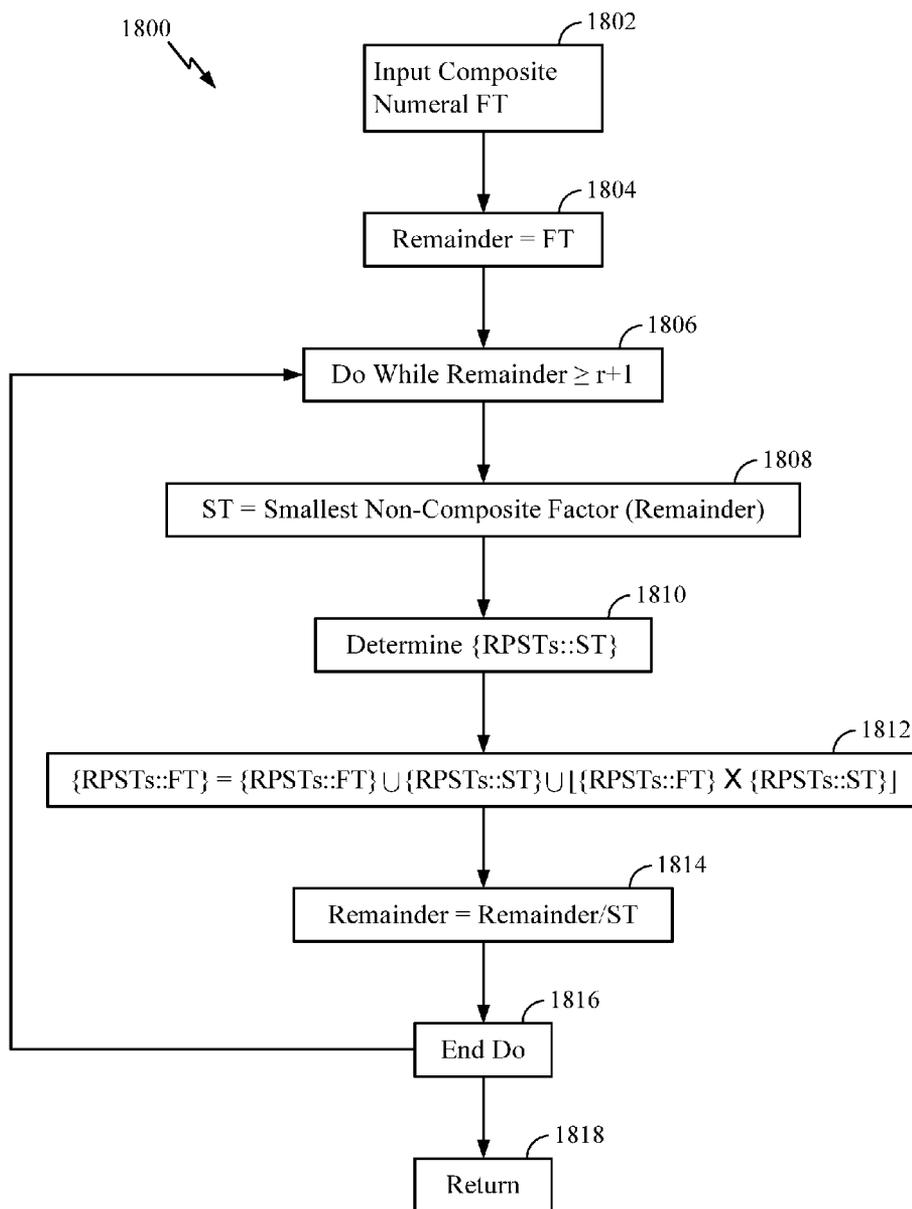 1800
1802
Input Composite
Numeral FT
1804
Remainder = FT
1806
Do While Remainder ≥ r+1
1808
ST = Smallest Non-Composite Factor (Remainder)
1810
Determine {RPSTs::ST}
1812
{RPSTs::FT} = {RPSTs::FT} ∪ {RPSTs::ST} ∪ ⌊{RPSTs::FT} X {RPSTs::ST}⌋
1814
Remainder = Remainder/ST
1816
End Do
1818
Return